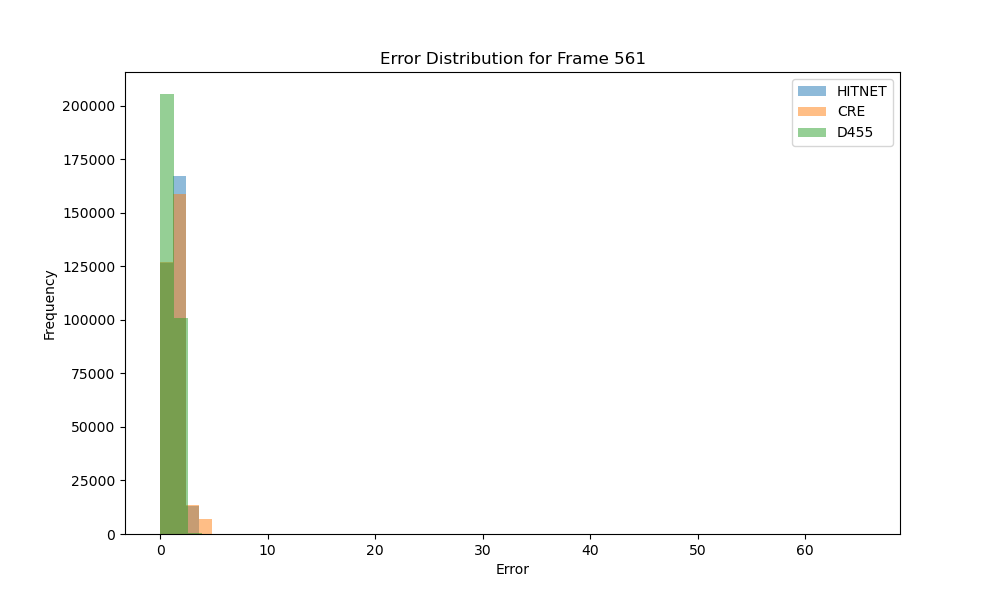 Error Distribution for Frame 561
HITNET
CRE
D455
Frequency
200000
175000
150000
125000
100000
75000
50000
25000
0
0 10 20 30 40 50 60
Error